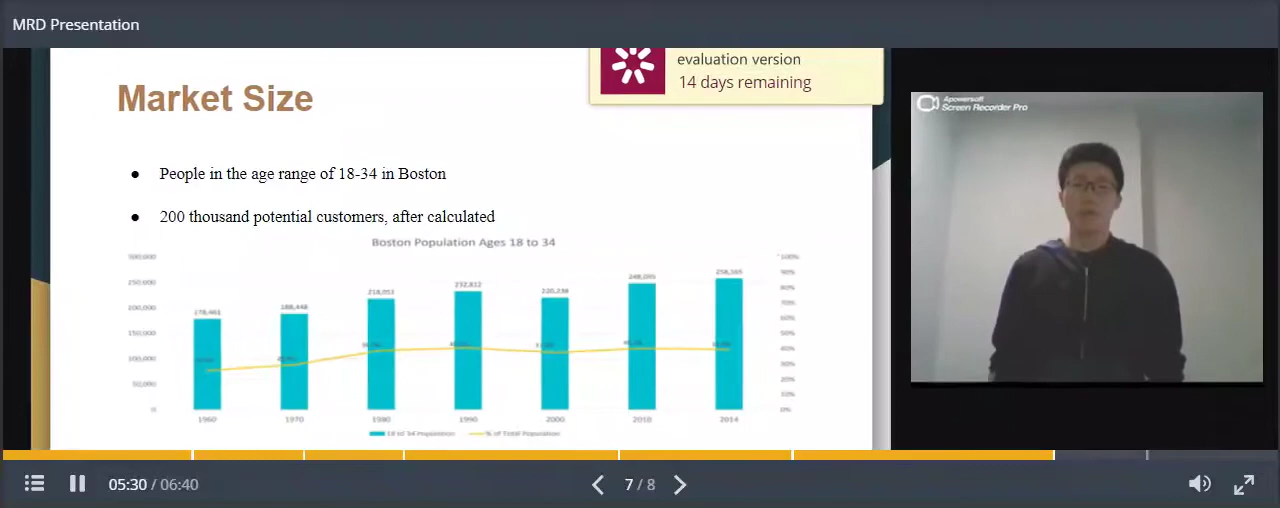 MRD Presentation
evaluation version
14 days remaining
Market Size
● People in the age range of 18-34 in Boston
● 200 thousand potential customers, after calculated
Boston Population Ages 18 to 34
300,000
250,000
200,000
150,000
100,000
50,000
0
178,461
188,448
218,053
232,812
220,238
248,095
258,165
100%
90%
80%
70%
60%
50%
40%
30%
20%
10%
0%
1960
1970
1980
1990
2000
2010
2014
18 to 34 Population
% of Total Population
Apowersoft
Screen Recorder Pro
05:30 / 06:40
7 / 8